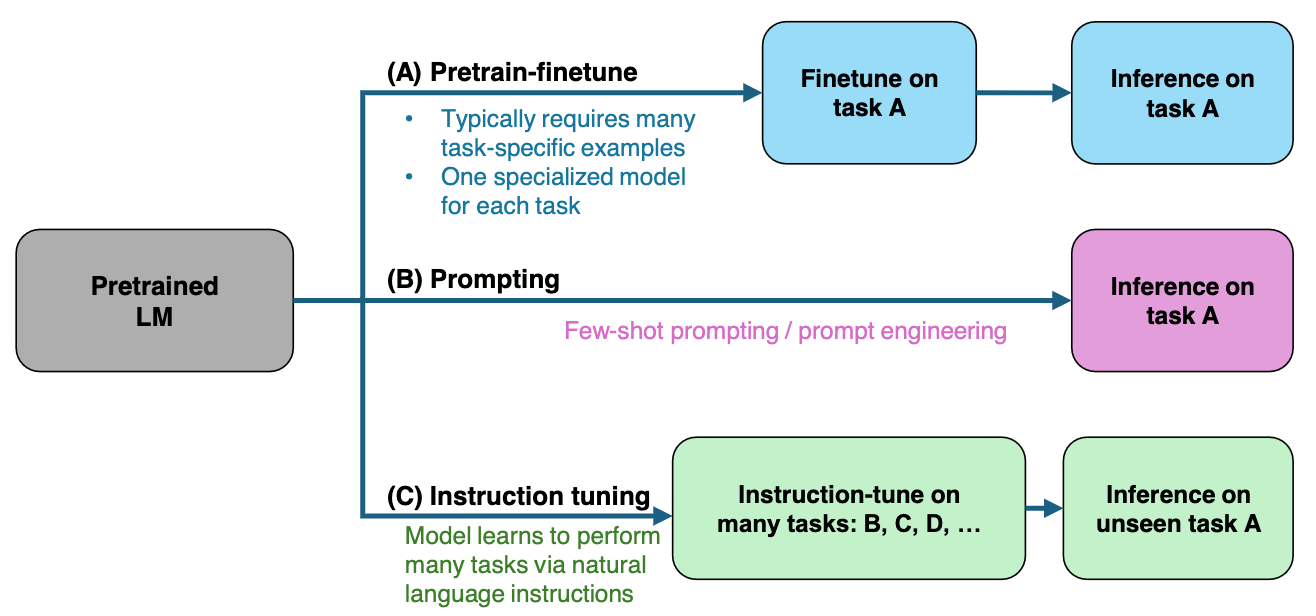 (A) Pretrain-finetune
• Typically requires many
task-specific examples
• One specialized model
for each task
Finetune on
task A
Inference on
task A
Pretrained
LM
(B) Prompting
Few-shot prompting / prompt engineering
Inference on
task A
(C) Instruction tuning
Model learns to perform
many tasks via natural
language instructions
Instruction-tune on
many tasks: B, C, D, …
Inference on
unseen task A